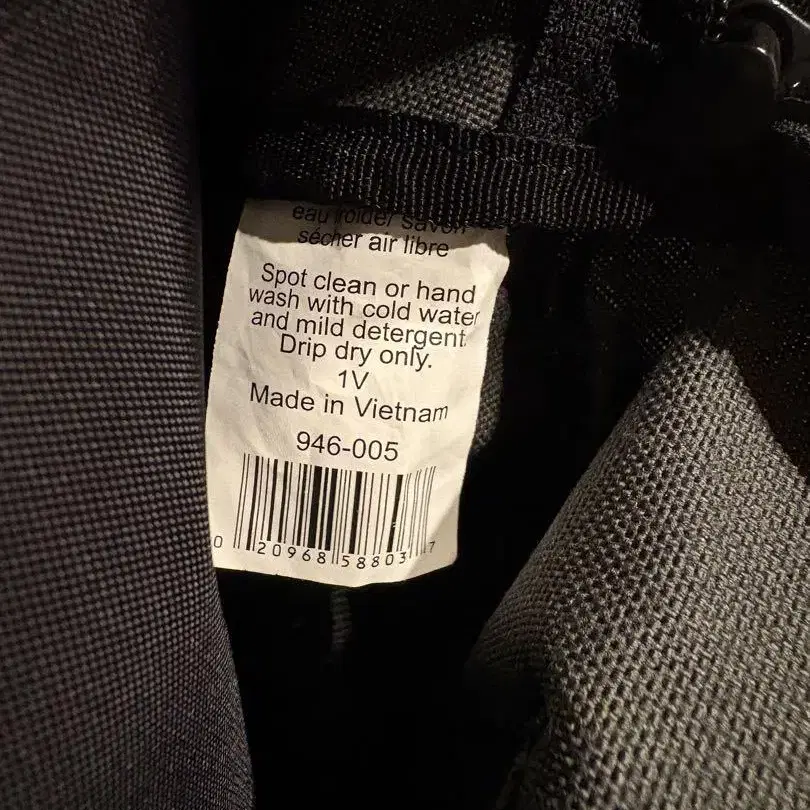 eau froide/ savon
sécher air libre
Spot clean or hand
wash with cold water
and mild detergent.
Drip dry only.
1V
Made in Vietnam
946-005
0 20968 58803 7